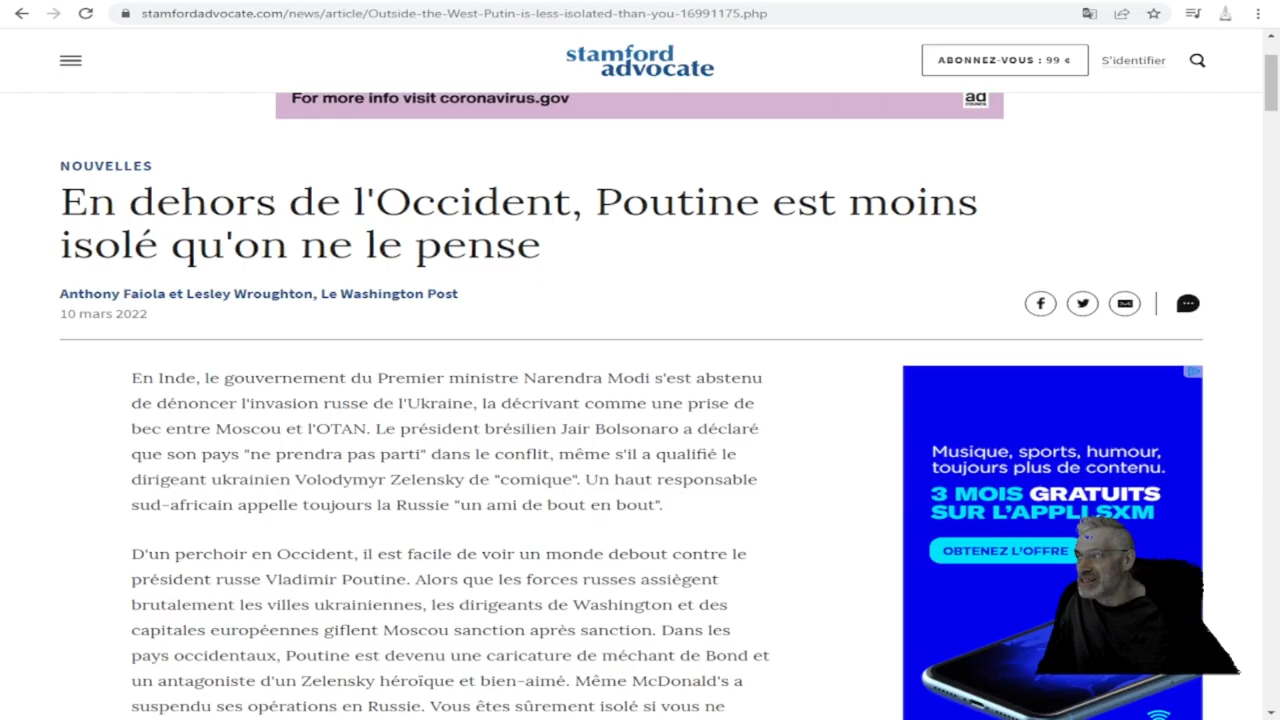 stamfordadvocate.com/news/article/Outside-the-West-Putin-is-less-isolated-than-you-16991175.php
stamford
advocate
ABONNEZ-VOUS : 99 ¢
S'identifier
For more info visit coronavirus.gov
ad
COUNCIL
NOUVELLES
En dehors de l'Occident, Poutine est moins
isolé qu'on ne le pense
Anthony Faiola et Lesley Wroughton, Le Washington Post
10 mars 2022
En Inde, le gouvernement du Premier ministre Narendra Modi s'est abstenu
de dénoncer l'invasion russe de l'Ukraine, la décrivant comme une prise de
bec entre Moscou et l'OTAN. Le président brésilien Jair Bolsonaro a déclaré
que son pays "ne prendra pas parti" dans le conflit, même s'il a qualifié le
dirigeant ukrainien Volodymyr Zelensky de "comique". Un haut responsable
sud-africain appelle toujours la Russie "un ami de bout en bout".
D'un perchoir en Occident, il est facile de voir un monde debout contre le
président russe Vladimir Poutine. Alors que les forces russes assiègent
brutalement les villes ukrainiennes, les dirigeants de Washington et des
capitales européennes giflent Moscou sanction après sanction. Dans les
pays occidentaux, Poutine est devenu une caricature de méchant de Bond et
un antagoniste d'un Zelensky héroïque et bien-aimé. Même McDonald's a
suspendu ses opérations en Russie. Vous êtes sûrement isolé si vous ne
Musique, sports, humour,
toujours plus de contenu.
3 MOIS GRATUITS
SUR L'APPLI SXM
OBTENEZ L'OFFRE